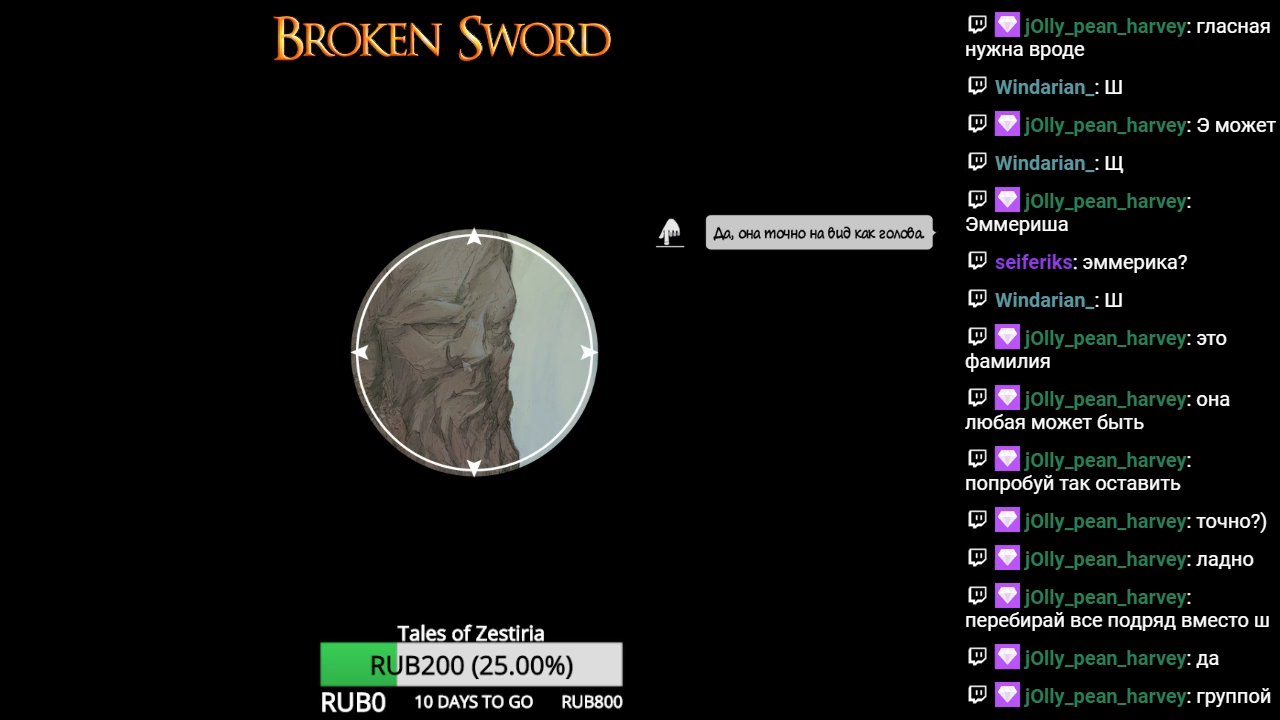 BROKEN SWORD
Да, она точно на вид как голова.
Tales of Zestiria
RUB200 (25.00%)
RUB0 10 DAYS TO GO RUB800
jOlly_pean_harvey: гласная
нужна вроде
Windarian_: Ш
jOlly_pean_harvey: Э может
Windarian_: Щ
jOlly_pean_harvey:
Эммериша
seiferiks: эммерика?
Windarian_: Ш
jOlly_pean_harvey: это
фамилия
jOlly_pean_harvey: она
любая может быть
jOlly_pean_harvey:
попробуй так оставить
jOlly_pean_harvey: точно?)
jOlly_pean_harvey: ладно
jOlly_pean_harvey:
перебирай все подряд вместо ш
jOlly_pean_harvey: да
jOlly_pean_harvey: группой